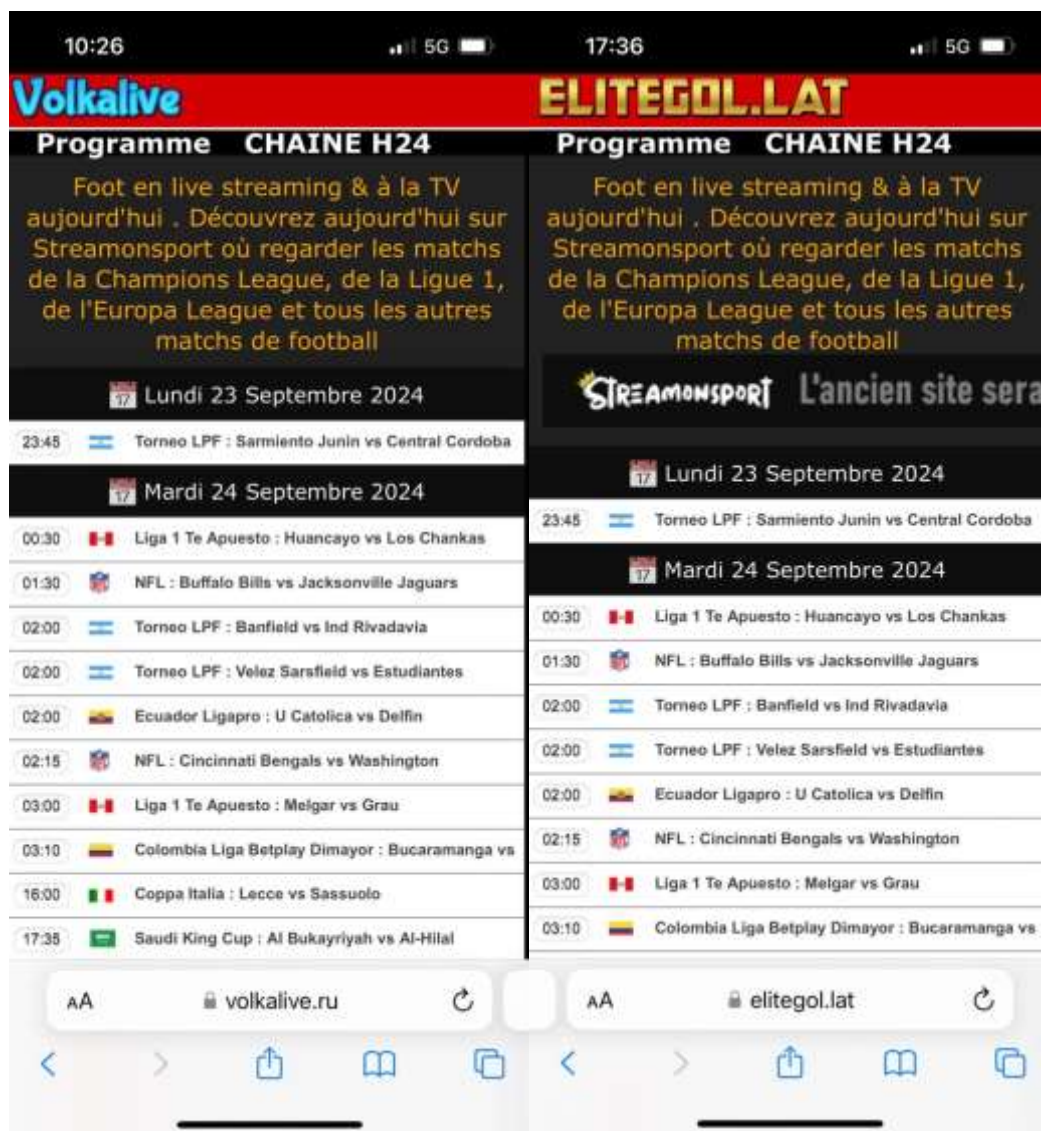 10:26
5G
Volkalive
Programme CHAINE H24
Foot en live streaming & à la TV
aujourd'hui . Découvrez aujourd'hui sur
Streamonsport où regarder les matchs
de la Champions League, de la Ligue 1,
de l'Europa League et tous les autres
matchs de football
17 Lundi 23 Septembre 2024
23:45 Torneo LPF : Sarmiento Junin vs Central Cordoba
17 Mardi 24 Septembre 2024
00:30 Liga 1 Te Apuesto : Huancayo vs Los Chankas
01:30 NFL : Buffalo Bills vs Jacksonville Jaguars
02:00 Torneo LPF : Banfield vs Ind Rivadavia
02:00 Torneo LPF : Velez Sarsfield vs Estudiantes
02:00 Ecuador Ligapro : U Catolica vs Delfin
02:15 NFL : Cincinnati Bengals vs Washington
03:00 Liga 1 Te Apuesto : Melgar vs Grau
03:10 Colombia Liga Betplay Dimayor : Bucaramanga vs
16:00 Coppa Italia : Lecce vs Sassuolo
17:35 Saudi King Cup : Al Bukayriyah vs Al-Hilal
AA volkalive.ru
17:36
5G
ELITEGOL.LAT
Programme CHAINE H24
Foot en live streaming & à la TV
aujourd'hui . Découvrez aujourd'hui sur
Streamonsport où regarder les matchs
de la Champions League, de la Ligue 1,
de l'Europa League et tous les autres
matchs de football
STREAMONSPORT L'ancien site sera
17 Lundi 23 Septembre 2024
23:45 Torneo LPF : Sarmiento Junin vs Central Cordoba
17 Mardi 24 Septembre 2024
00:30 Liga 1 Te Apuesto : Huancayo vs Los Chankas
01:30 NFL : Buffalo Bills vs Jacksonville Jaguars
02:00 Torneo LPF : Banfield vs Ind Rivadavia
02:00 Torneo LPF : Velez Sarsfield vs Estudiantes
02:00 Ecuador Ligapro : U Catolica vs Delfin
02:15 NFL : Cincinnati Bengals vs Washington
03:00 Liga 1 Te Apuesto : Melgar vs Grau
03:10 Colombia Liga Betplay Dimayor : Bucaramanga vs
AA elitegol.lat